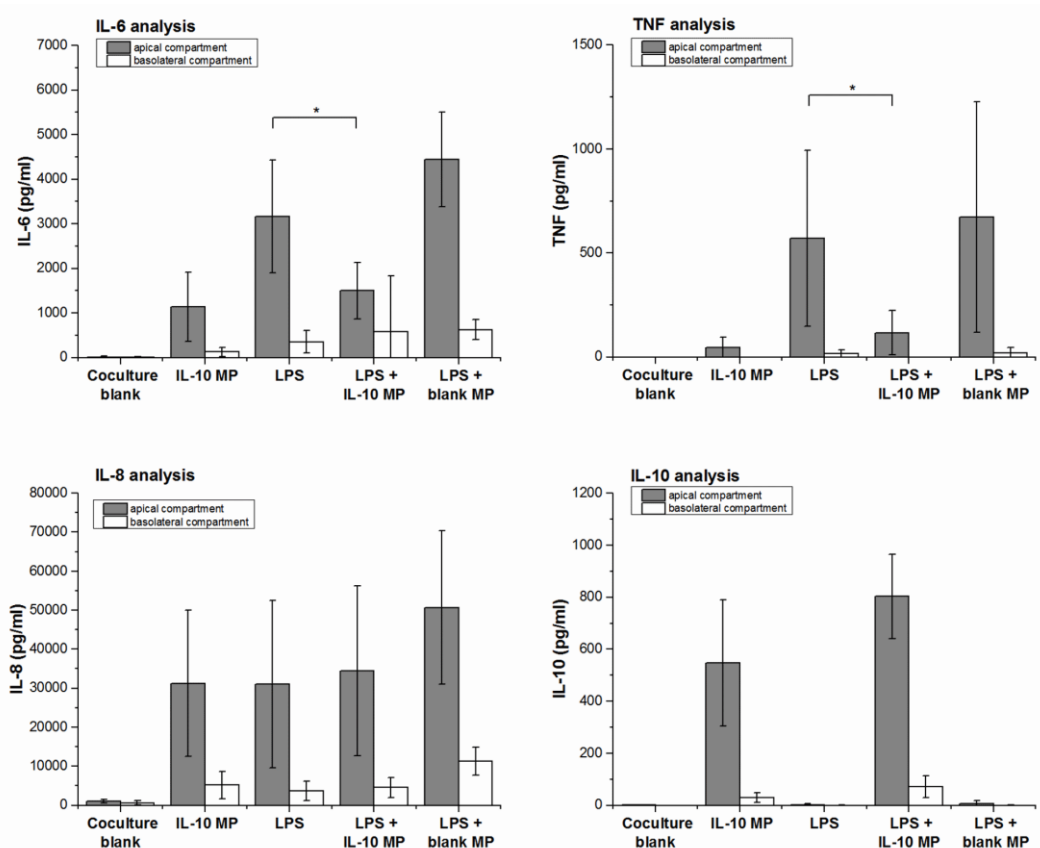 IL-6 analysis
apical compartment
basolateral compartment
7000
6000
5000
4000
3000
2000
1000
0
IL-6 (pg/ml)
*
Coculture blank
IL-10 MP
LPS
LPS + IL-10 MP
LPS + blank MP
TNF analysis
apical compartment
basolateral compartment
1500
1000
500
0
TNF (pg/ml)
*
Coculture blank
IL-10 MP
LPS
LPS + IL-10 MP
LPS + blank MP
IL-8 analysis
apical compartment
basolateral compartment
80000
70000
60000
50000
40000
30000
20000
10000
0
IL-8 (pg/ml)
Coculture blank
IL-10 MP
LPS
LPS + IL-10 MP
LPS + blank MP
IL-10 analysis
apical compartment
basolateral compartment
1200
1000
800
600
400
200
0
IL-10 (pg/ml)
Coculture blank
IL-10 MP
LPS
LPS + IL-10 MP
LPS + blank MP